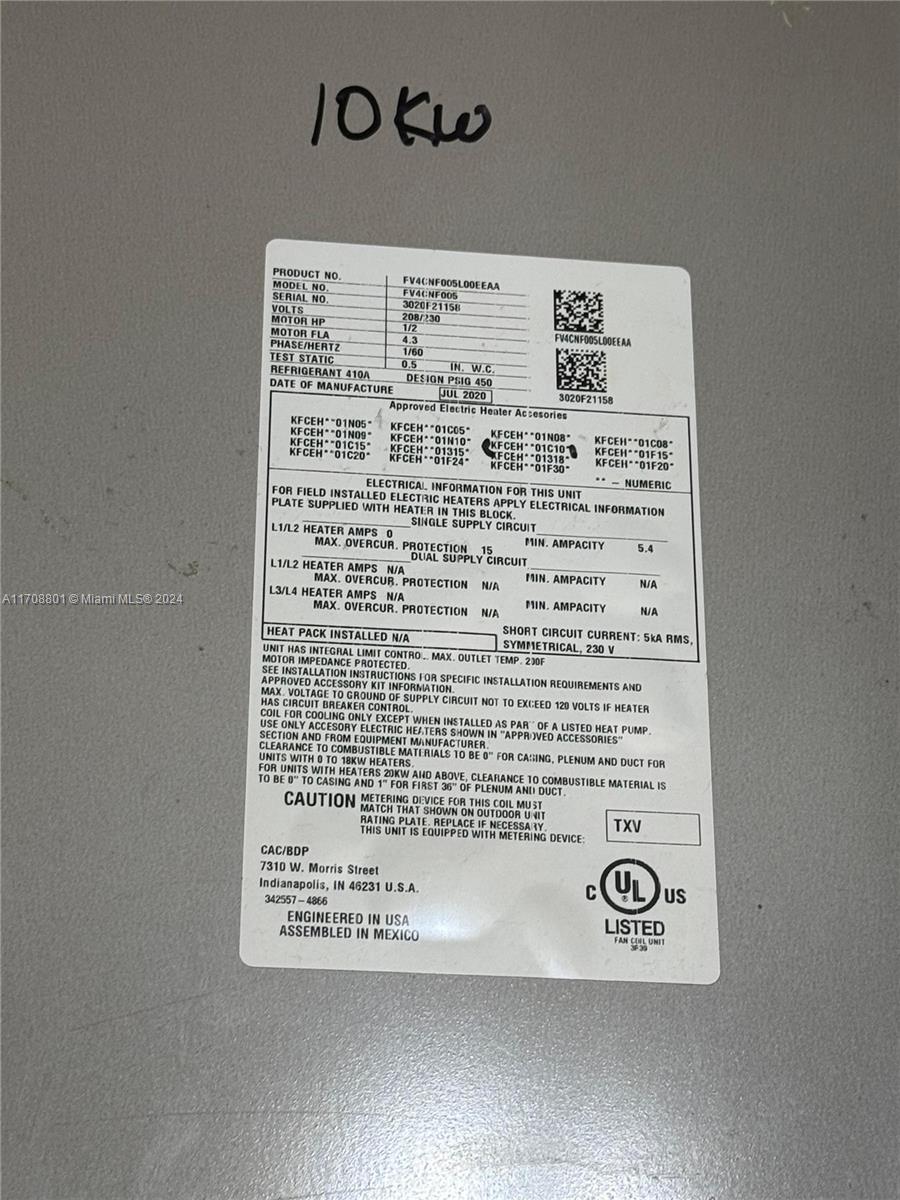 10 KW
PRODUCT NO. FV4CNF005L00EEAA
MODEL NO. FV4CNF005
SERIAL NO. 3020F21158
VOLTS 208/230
MOTOR HP 1/2
MOTOR FLA 4.3
PHASE/HERTZ 1/60
TEST STATIC 0.5 IN. W.C.
REFRIGERANT 410A DESIGN PSIG 450
DATE OF MANUFACTURE JUL 2020
FV4CNF005L00EEAA
3020F21158
Approved Electric Heater Accesories
KFCEH**01N05* KFCEH**01C05* KFCEH**01N08* KFCEH**01C08*
KFCEH**01N09* KFCEH**01N10* KFCEH**01C10* KFCEH**01F15*
KFCEH**01C15* KFCEH**01315* KFCEH**01318* KFCEH**01F20*
KFCEH**01C20* KFCEH**01F24* KFCEH**01F30*
** - NUMERIC
ELECTRICAL INFORMATION FOR THIS UNIT
FOR FIELD INSTALLED ELECTRIC HEATERS APPLY ELECTRICAL INFORMATION
PLATE SUPPLIED WITH HEATER IN THIS BLOCK.
SINGLE SUPPLY CIRCUIT
L1/L2 HEATER AMPS 0 MIN. AMPACITY 5.4
MAX. OVERCUR. PROTECTION 15
DUAL SUPPLY CIRCUIT
L1/L2 HEATER AMPS N/A MIN. AMPACITY N/A
MAX. OVERCUR. PROTECTION N/A
L3/L4 HEATER AMPS N/A MIN. AMPACITY N/A
MAX. OVERCUR. PROTECTION N/A
HEAT PACK INSTALLED N/A
SHORT CIRCUIT CURRENT: 5kA RMS,
SYMMETRICAL, 230 V
UNIT HAS INTEGRAL LIMIT CONTROL. MAX. OUTLET TEMP. 200F
MOTOR IMPEDANCE PROTECTED.
SEE INSTALLATION INSTRUCTIONS FOR SPECIFIC INSTALLATION REQUIREMENTS AND
APPROVED ACCESSORY KIT INFORMATION.
MAX. VOLTAGE TO GROUND OF SUPPLY CIRCUIT NOT TO EXCEED 120 VOLTS IF HEATER
HAS CIRCUIT BREAKER CONTROL.
COIL FOR COOLING ONLY EXCEPT WHEN INSTALLED AS PART OF A LISTED HEAT PUMP.
USE ONLY ACCESORY ELECTRIC HEATERS SHOWN IN "APPROVED ACCESSORIES"
SECTION AND FROM EQUIPMENT MANUFACTURER.
CLEARANCE TO COMBUSTIBLE MATERIALS TO BE 0" FOR CASING, PLENUM AND DUCT FOR
UNITS WITH 0 TO 18KW HEATERS.
FOR UNITS WITH HEATERS 20KW AND ABOVE, CLEARANCE TO COMBUSTIBLE MATERIAL IS
TO BE 0" TO CASING AND 1" FOR FIRST 36" OF PLENUM AND DUCT.
CAUTION METERING DEVICE FOR THIS COIL MUST
MATCH THAT SHOWN ON OUTDOOR UNIT
RATING PLATE. REPLACE IF NECESSARY.
THIS UNIT IS EQUIPPED WITH METERING DEVICE:
TXV
CAC/BDP
7310 W. Morris Street
Indianapolis, IN 46231 U.S.A.
342557-4866
ENGINEERED IN USA
ASSEMBLED IN MEXICO
C UL ® US
LISTED
FAN COIL UNIT
A11708801 © Miami MLS® 2024